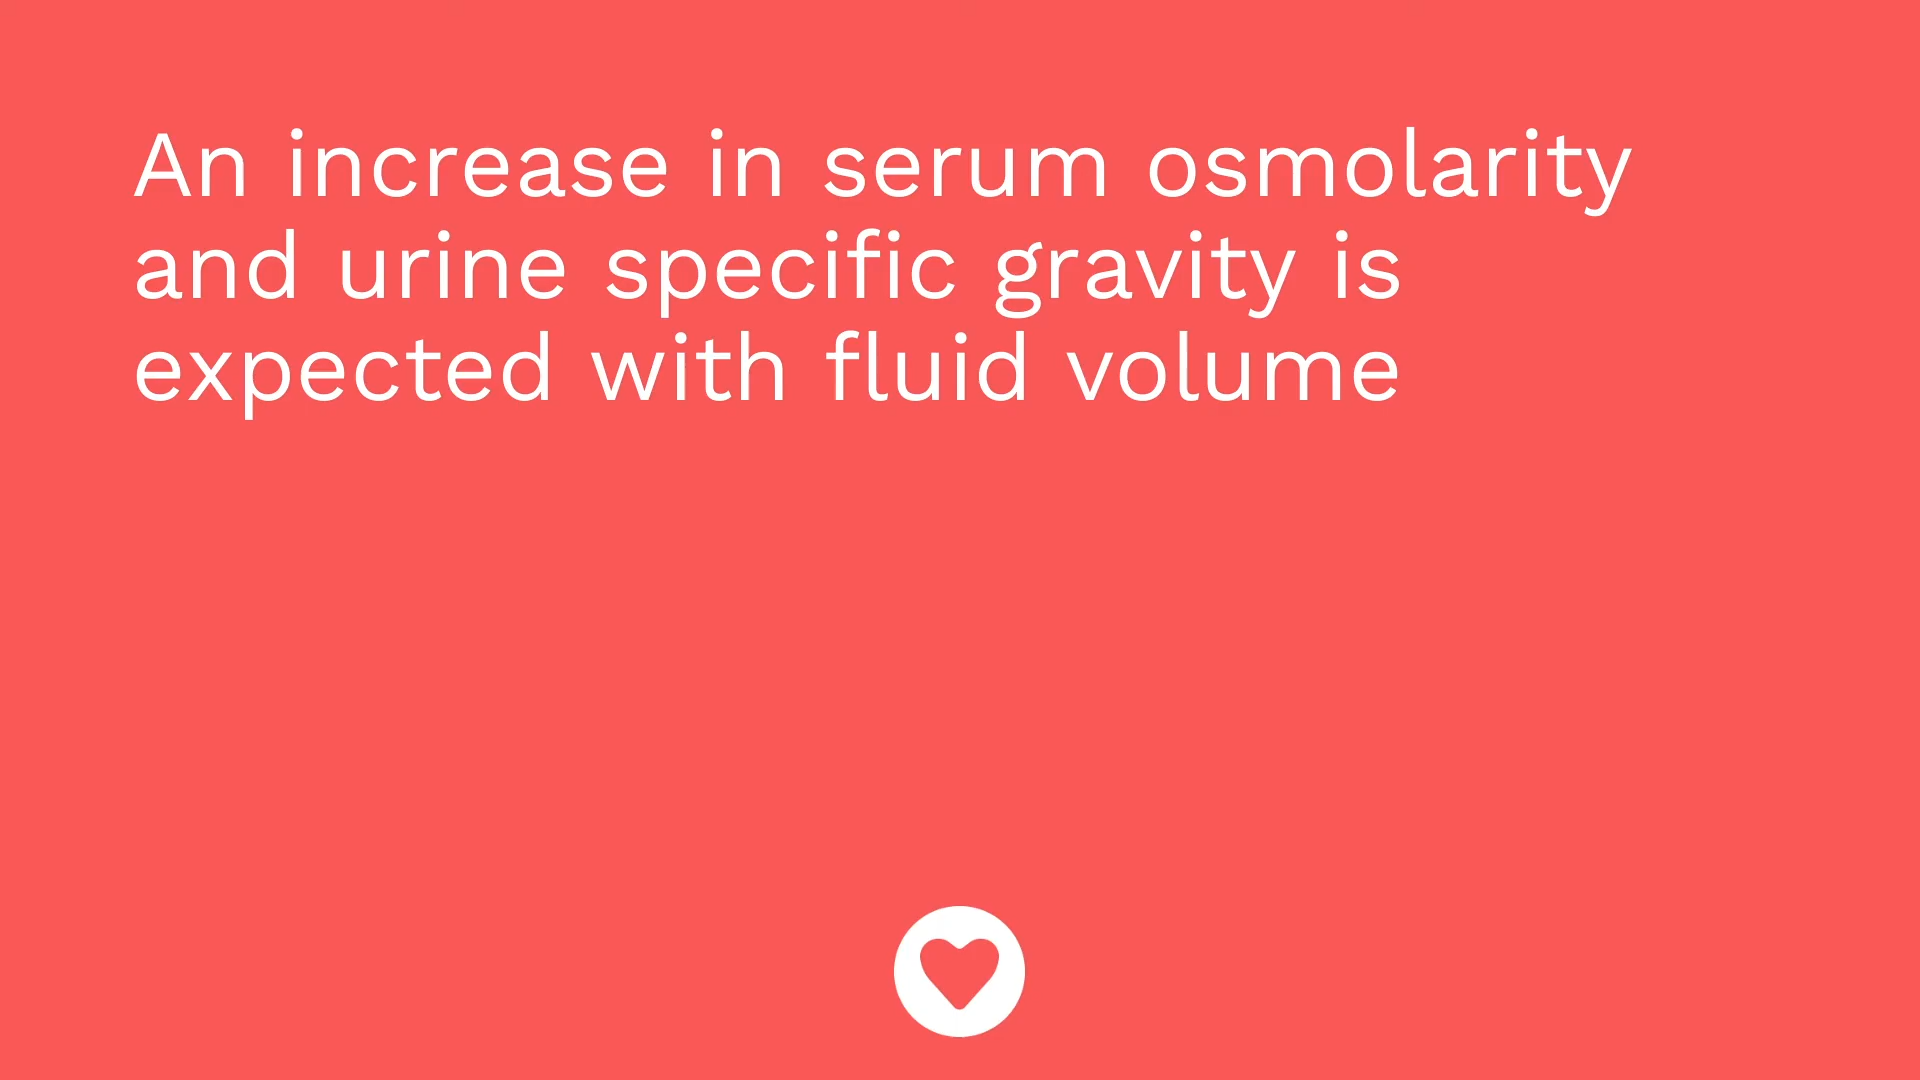 An increase in serum osmolarity
and urine specific gravity is
expected with fluid volume